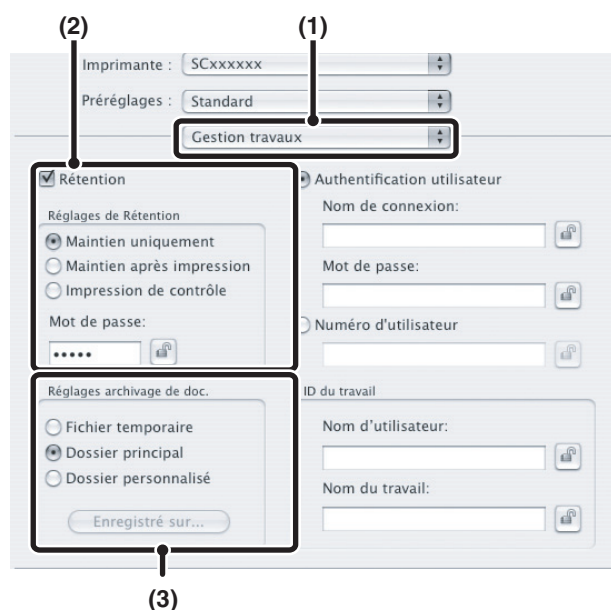 (2) (1)
Imprimante : SCxxxxxx
Préréglages : Standard
Gestion travaux
Rétention
Réglages de Rétention
Maintien uniquement
Maintien après impression
Impression de contrôle
Mot de passe:
•••••
Réglages archivage de doc.
Fichier temporaire
Dossier principal
Dossier personnalisé
Enregistré sur...
Authentification utilisateur
Nom de connexion:
Mot de passe:
Numéro d'utilisateur
ID du travail
Nom d'utilisateur:
Nom du travail:
(3)